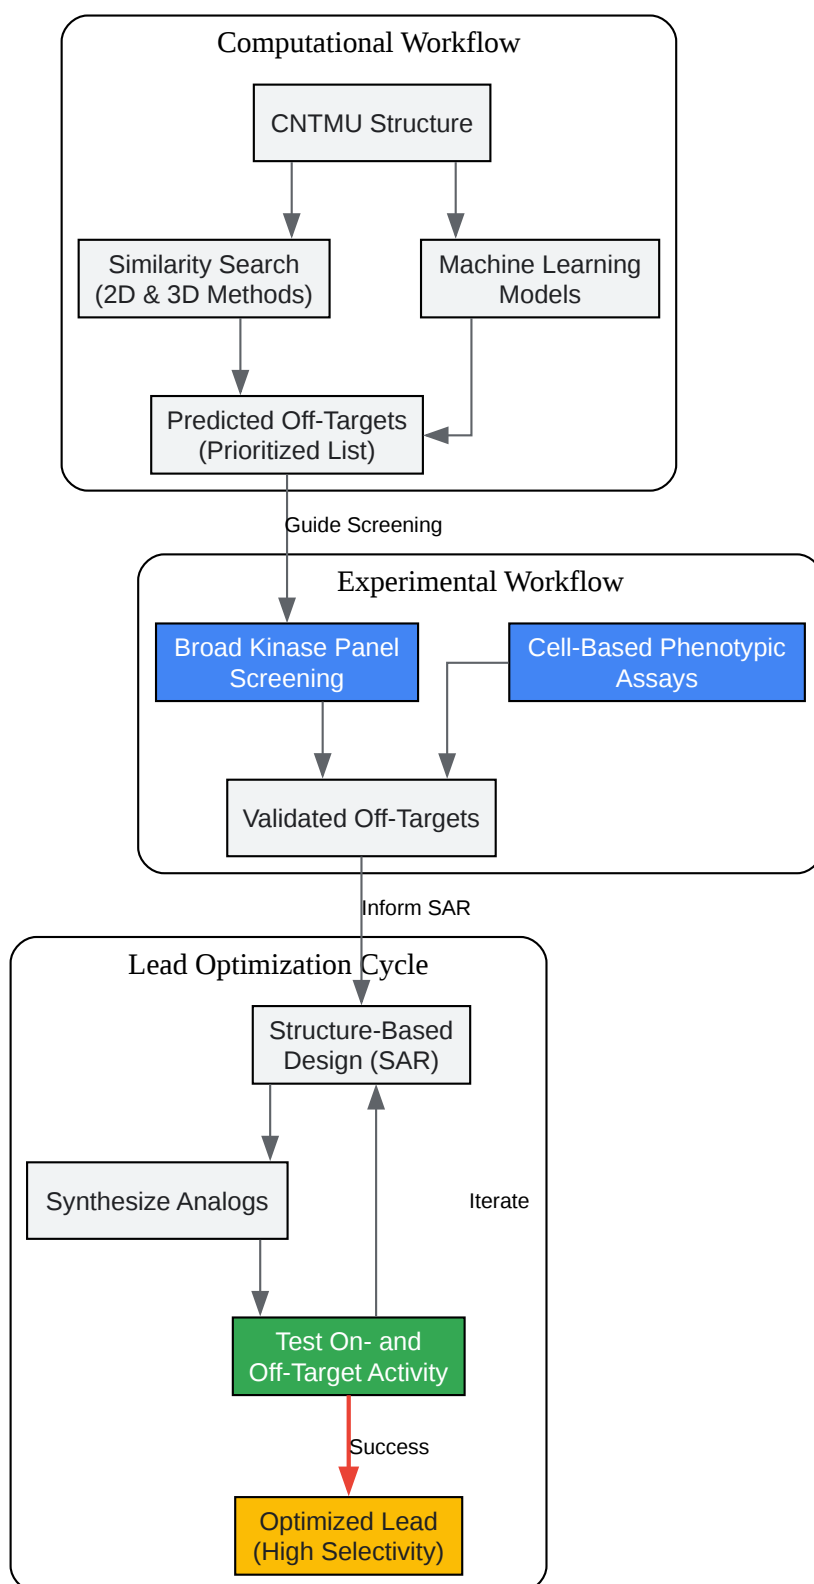 Computational Workflow
CNTMU Structure
Similarity Search
(2D & 3D Methods)
Machine Learning
Models
Predicted Off-Targets
(Prioritized List)
Guide Screening
Experimental Workflow
Broad Kinase Panel
Screening
Cell-Based Phenotypic
Assays
Validated Off-Targets
Inform SAR
Lead Optimization Cycle
Structure-Based
Design (SAR)
Synthesize Analogs
Iterate
Test On- and
Off-Target Activity
Success
Optimized Lead
(High Selectivity)